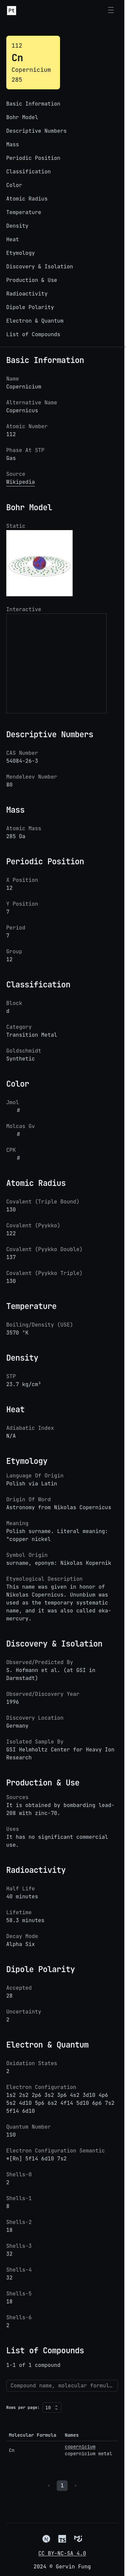 Pt
112
Cn
Copernicium
285
Basic Information
Bohr Model
Descriptive Numbers
Mass
Periodic Position
Classification
Color
Atomic Radius
Temperature
Density
Heat
Etymology
Discovery & Isolation
Production & Use
Radioactivity
Dipole Polarity
Electron & Quantum
List of Compounds
Basic Information
Name
Copernicium
Alternative Name
Copernicus
Atomic Number
112
Phase At STP
Gas
Source
Wikipedia
Bohr Model
Static
Interactive
Descriptive Numbers
CAS Number
54084-26-3
Mendeleev Number
80
Mass
Atomic Mass
285 Da
Periodic Position
X Position
12
Y Position
7
Period
7
Group
12
Classification
Block
d
Category
Transition Metal
Goldschmidt
Synthetic
Color
Jmol
#
Molcas Gv
#
CPK
#
Atomic Radius
Covalent (Triple Bound)
130
Covalent (Pyykko)
122
Covalent (Pyykko Double)
137
Covalent (Pyykko Triple)
130
Temperature
Boiling/Density (USE)
3570 °K
Density
STP
23.7 kg/cm³
Heat
Adiabatic Index
N/A
Etymology
Language Of Origin
Polish via Latin
Origin Of Word
Astronomy from Nikolas Copernicus
Meaning
Polish surname. Literal meaning:
"copper nickel
Symbol Origin
surname, eponym: Nikolus Kopernik
Etymological Description
This name was given in honor of
Nikolas Copernicus. Ununbium was
used as the temporary systematic
name, and it was also called eka-
mercury.
Discovery & Isolation
Observed/Predicted By
S. Hofmann et al. (at GSI in
Darmstadt)
Observed/Discovery Year
1996
Discovery Location
Germany
Isolated Sample By
GSI Helmholtz Center for Heavy Ion
Research
Production & Use
Sources
It is obtained by bombarding lead-
208 with zinc-70.
Uses
It has no significant commercial
use.
Radioactivity
Half Life
40 minutes
Lifetime
58.3 minutes
Decay Mode
Alpha Six
Dipole Polarity
Accepted
28
Uncertainty
2
Electron & Quantum
Oxidation States
2
Electron Configuration
1s2 2s2 2p6 3s2 3p6 4s2 3d10 4p6
5s2 4d10 5p6 6s2 4f14 5d10 6p6 7s2
5f14 6d10
Quantum Number
1S0
Electron Configuration Semantic
*[Rn] 5f14 6d10 7s2
Shells-0
2
Shells-1
8
Shells-2
18
Shells-3
32
Shells-4
32
Shells-5
18
Shells-6
2
List of Compounds
1-1 of 1 compound
Compound name, molecular formul…
Rows per page: 10
Molecular Formula Names
Cn
copernicium
copernicium metal
1
CC BY-NC-SA 4.0
2024 © Gervin Fung